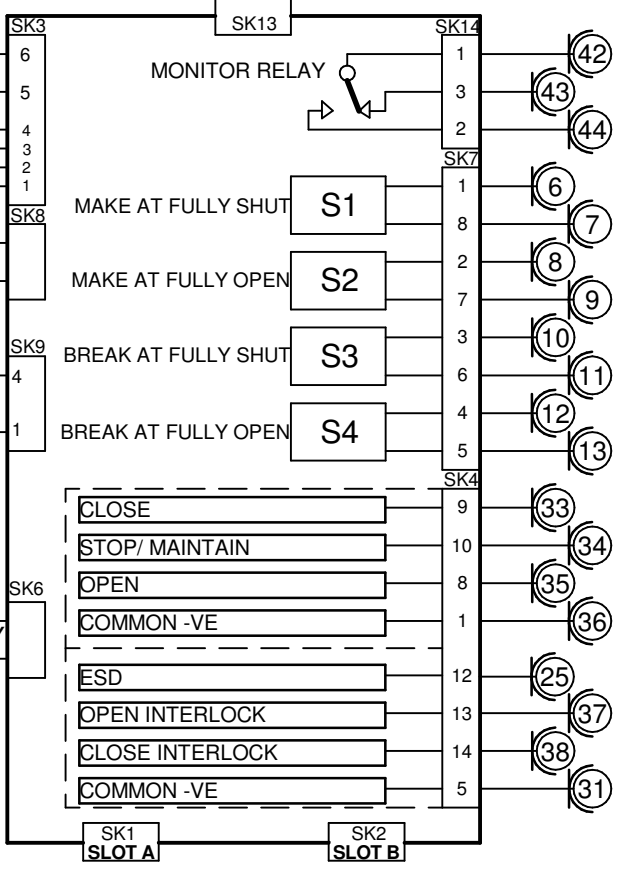 SK3
SK13
SK14
6
1
42
MONITOR RELAY
5
3
43
4
2
44
3
2
1
SK7
MAKE AT FULLY SHUT
S1
1
6
8
7
SK8
MAKE AT FULLY OPEN
S2
2
8
7
9
SK9
BREAK AT FULLY SHUT
S3
3
10
4
6
11
BREAK AT FULLY OPEN
S4
4
12
1
5
13
SK4
CLOSE
9
33
STOP/ MAINTAIN
10
34
SK6
OPEN
8
35
COMMON -VE
1
36
ESD
12
25
OPEN INTERLOCK
13
37
CLOSE INTERLOCK
14
38
COMMON -VE
5
31
SK1
SLOT A
SK2
SLOT B